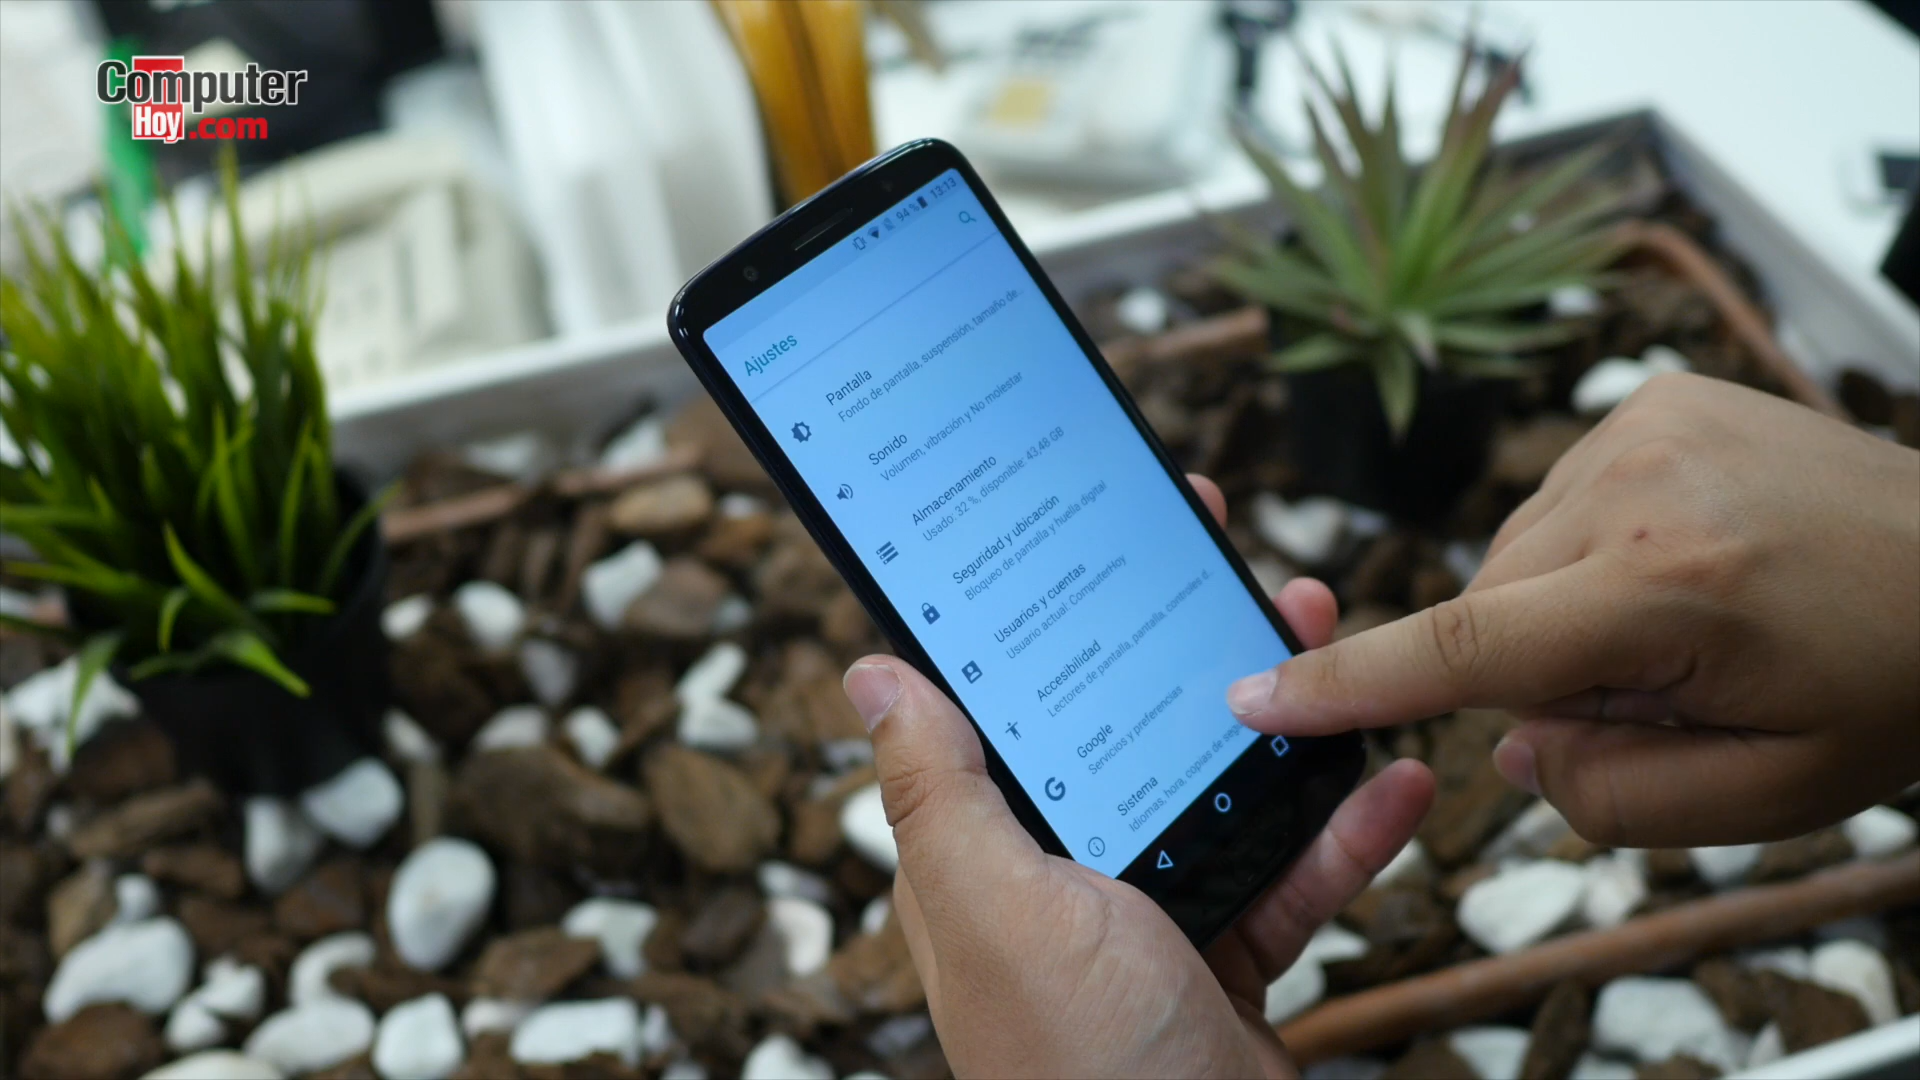 Computer
Hoy.com
94 % 13:13
Ajustes
Pantalla
Fondo de pantalla, suspensión, tamaño de...
Sonido
Volumen, vibración y No molestar
Almacenamiento
Usado: 32 %, disponible: 43,48 GB
Seguridad y ubicación
Bloqueo de pantalla y huella digital
Usuarios y cuentas
Usuario actual: ComputerHoy
Accesibilidad
Lectores de pantalla, pantalla, controles d...
Google
Servicios y preferencias
Sistema
Idiomas, hora, copias de